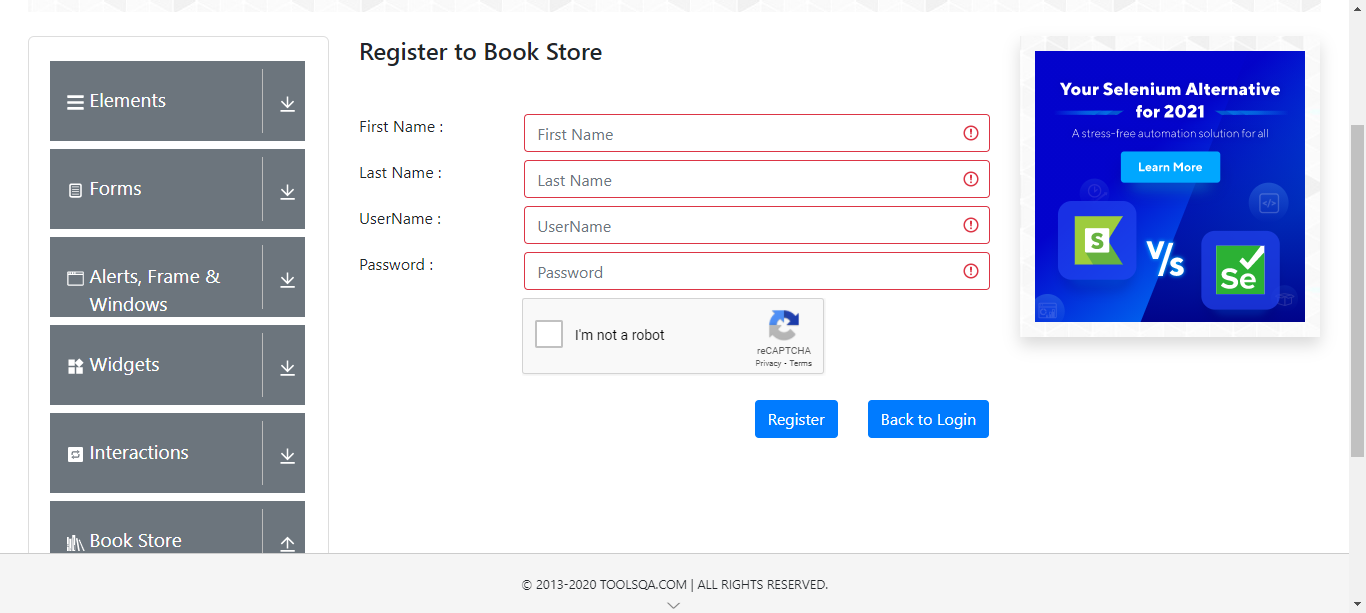 Elements
Forms
Alerts, Frame &
Windows
Widgets
Interactions
Book Store
Register to Book Store
First Name :
First Name
Last Name :
Last Name
UserName :
UserName
Password :
Password
I'm not a robot
reCAPTCHA
Privacy - Terms
Register
Back to Login
Your Selenium Alternative
for 2021
A stress-free automation solution for all
Learn More
S
V/s
Se
© 2013-2020 TOOLSQA.COM | ALL RIGHTS RESERVED.